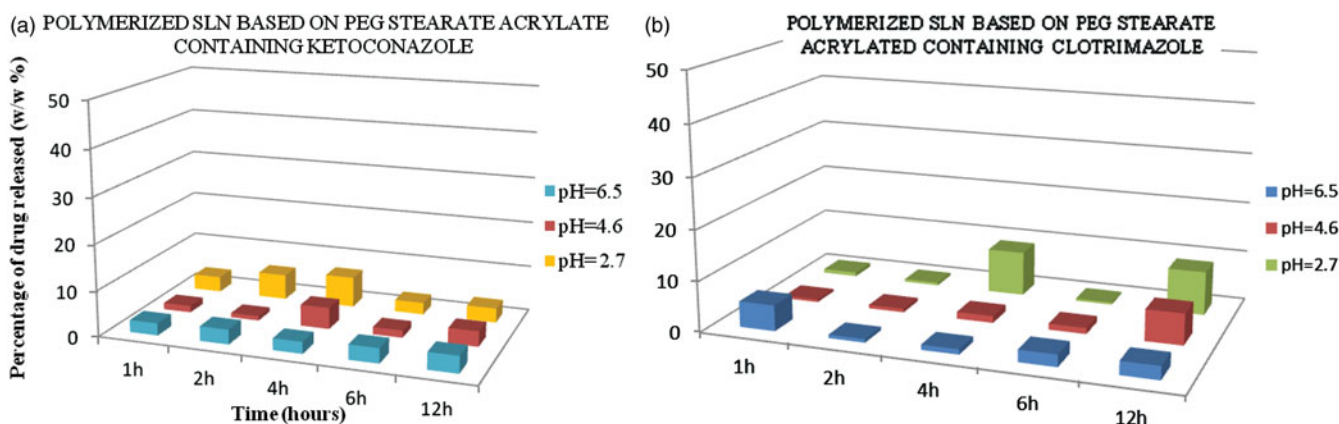 (a) POLYMERIZED SLN BASED ON PEG STEARATE ACRYLATE
CONTAINING KETOCONAZOLE
Percentage of drug released (w/w %)
50
40
30
20
10
0
1h
2h
4h
6h
12h
Time (hours)
pH=6.5
pH=4.6
pH=2.7
(b) POLYMERIZED SLN BASED ON PEG STEARATE
ACRYLATED CONTAINING CLOTRIMAZOLE
50
40
30
20
10
0
1h
2h
4h
6h
12h
pH=6.5
pH=4.6
pH=2.7